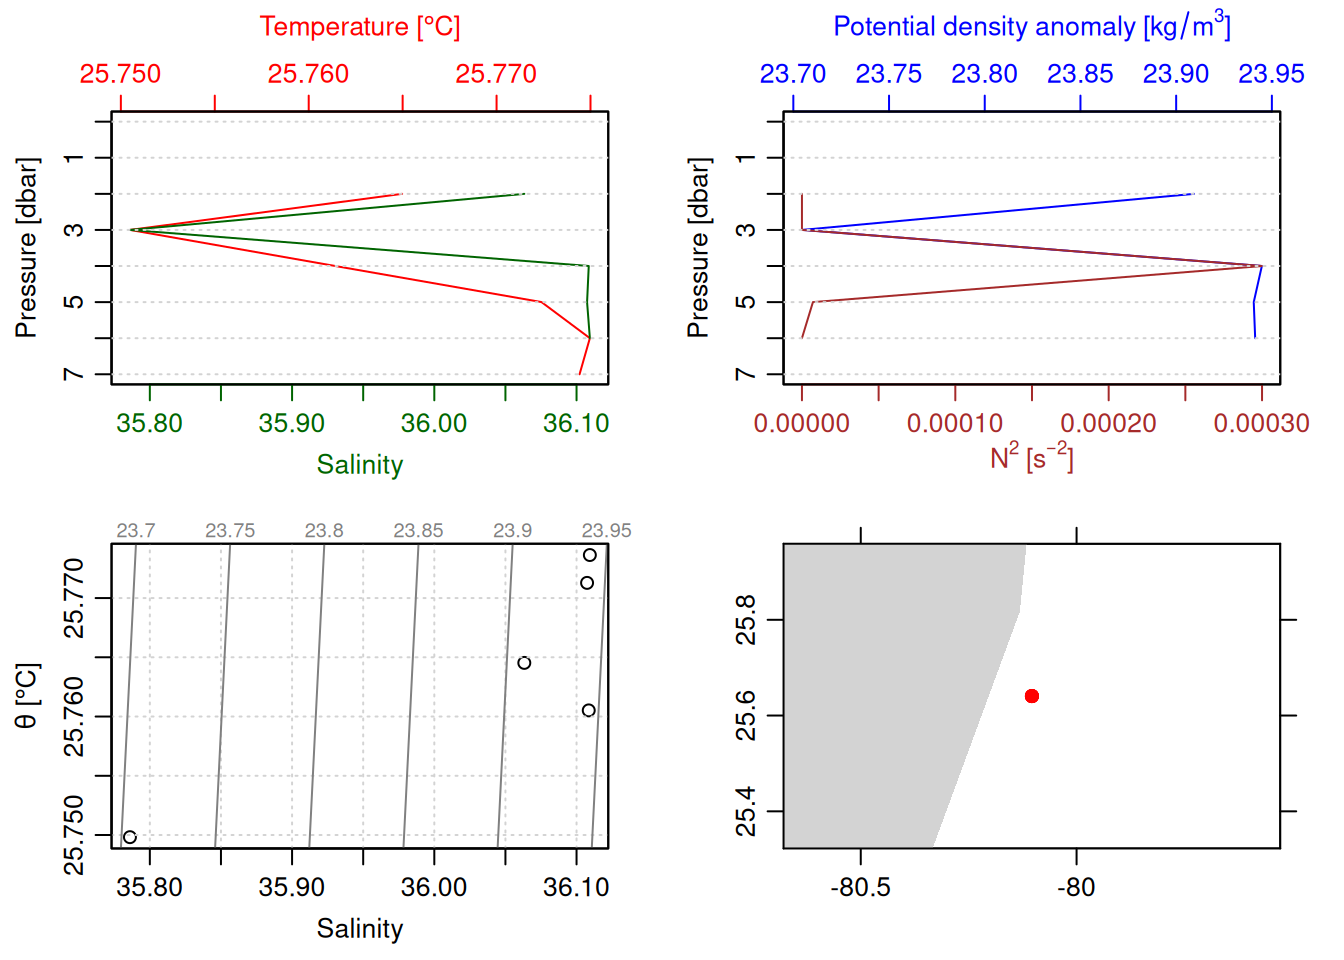 Temperature [°C]
25.750 25.760 25.770
Pressure [dbar]
1
3
5
7
35.80 35.90 36.00 36.10
Salinity
Potential density anomaly [kg/m³]
23.70 23.75 23.80 23.85 23.90 23.95
Pressure [dbar]
1
3
5
7
0.00000 0.00010 0.00020 0.00030
N² [s⁻²]
23.7 23.75 23.8 23.85 23.9 23.95
θ [°C]
25.770
25.760
25.750
35.80 35.90 36.00 36.10
Salinity
25.8
25.6
25.4
-80.5 -80